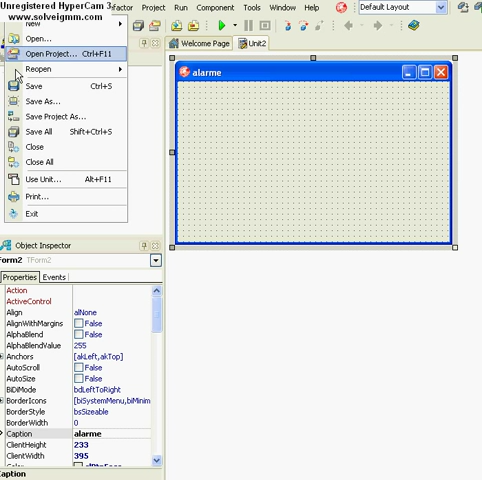 Unregistered HyperCam 3
www.solveigmm.com
New
Open...
Open Project... Ctrl+F11
Reopen
Save Ctrl+S
Save As...
Save Project As...
Save All Shift+Ctrl+S
Close
Close All
Use Unit... Alt+F11
Print...
Exit
efactor Project Run Component Tools Window Help
Default Layout
Welcome Page Unit2
alarme
Object Inspector
Form2 TForm2
Properties Events
Action
ActiveControl
Align alNone
AlignWithMargins False
AlphaBlend False
AlphaBlendValue 255
Anchors [akLeft,akTop]
AutoScroll False
AutoSize False
BiDiMode bdLeftToRight
BorderIcons [biSystemMenu,biMinim
BorderStyle bsSizeable
BorderWidth 0
Caption alarme
ClientHeight 233
ClientWidth 395
Color clBtnFace
Caption